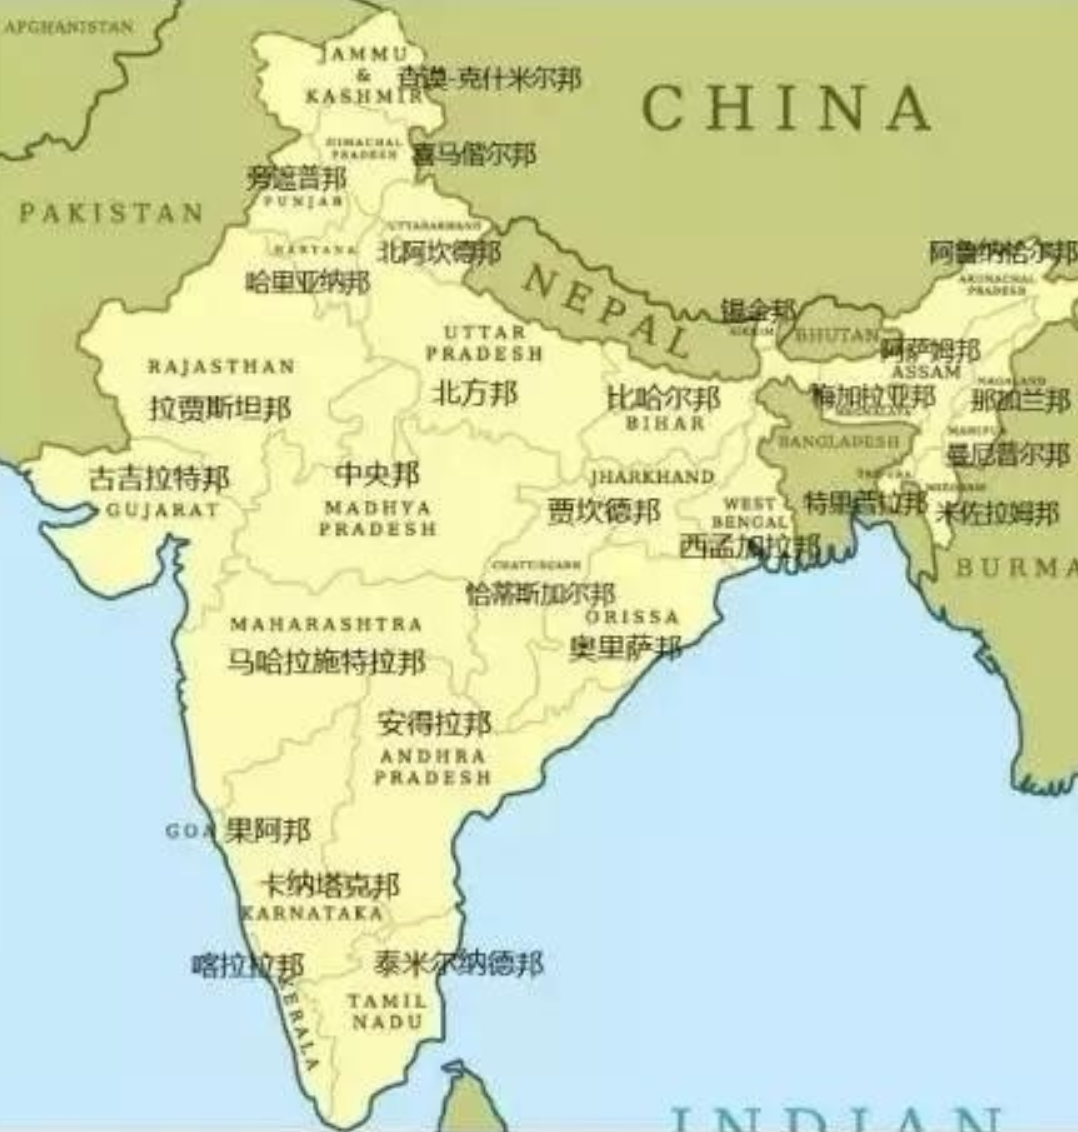 AFGHANISTAN
JAMMU
&
KASHMIR
查谟-克什米尔邦
CHINA
HIMACHAL
PRADESH
喜马偕尔邦
旁遮普邦
PUNJAB
PAKISTAN
UTTARAKHAND
北阿坎德邦
HARYANA
哈里亚纳邦
阿鲁纳恰尔邦
ARUNACHAL
PRADESH
NEPAL
锡金邦
SIKKIM
BHUTAN
UTTAR
PRADESH
北方邦
阿萨姆邦
ASSAM
RAJASTHAN
拉贾斯坦邦
比哈尔邦
BIHAR
梅加拉亚邦
MEGHALAYA
NAGALAND
那加兰邦
BANGLADESH
MANIPUR
曼尼普尔邦
古吉拉特邦
GUJARAT
中央邦
MADHYA
PRADESH
JHARKHAND
贾坎德邦
WEST
BENGAL
西孟加拉邦
TRIPURA
特里普拉邦
MIZORAM
米佐拉姆邦
BURMA
CHATTISGARH
恰蒂斯加尔邦
ORISSA
奥里萨邦
MAHARASHTRA
马哈拉施特拉邦
安得拉邦
ANDHRA
PRADESH
GOA
果阿邦
卡纳塔克邦
KARNATAKA
喀拉拉邦
KERALA
泰米尔纳德邦
TAMIL
NADU
INDIAN